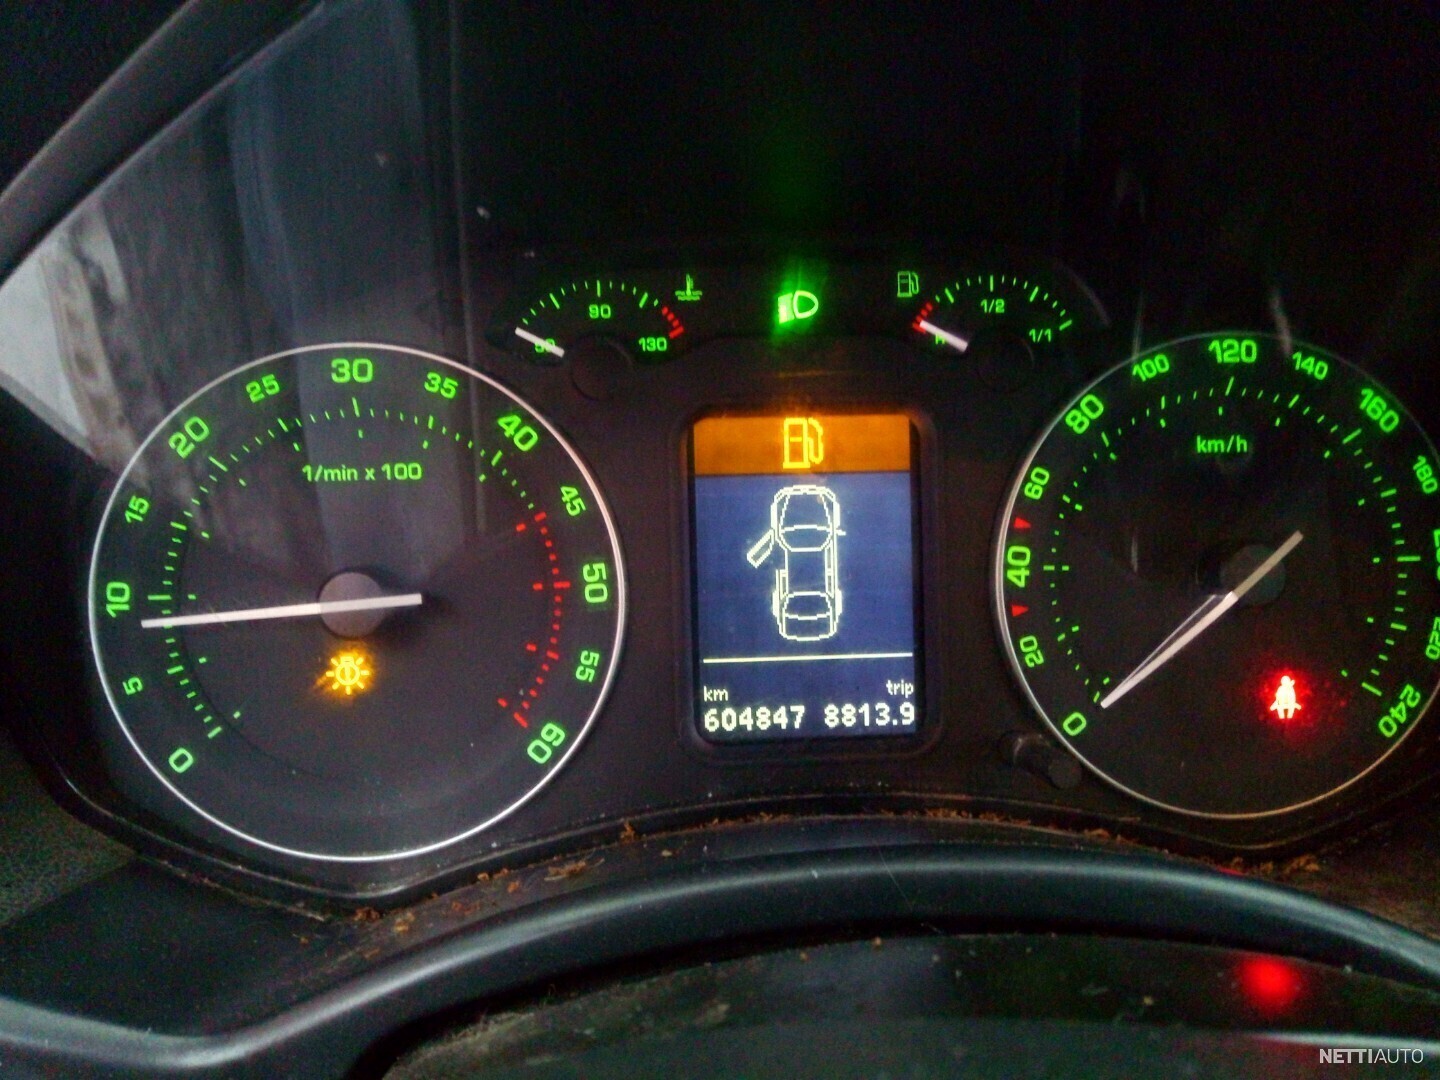 50 90 130
1/2 1/1
0 5 10 15 20 25 30 35 40 45 50 55 60
1/min x 100
0 20 40 60 80 100 120 140 160 180 220 240
km/h
km trip
604847 8813.9
NETTIAUTO